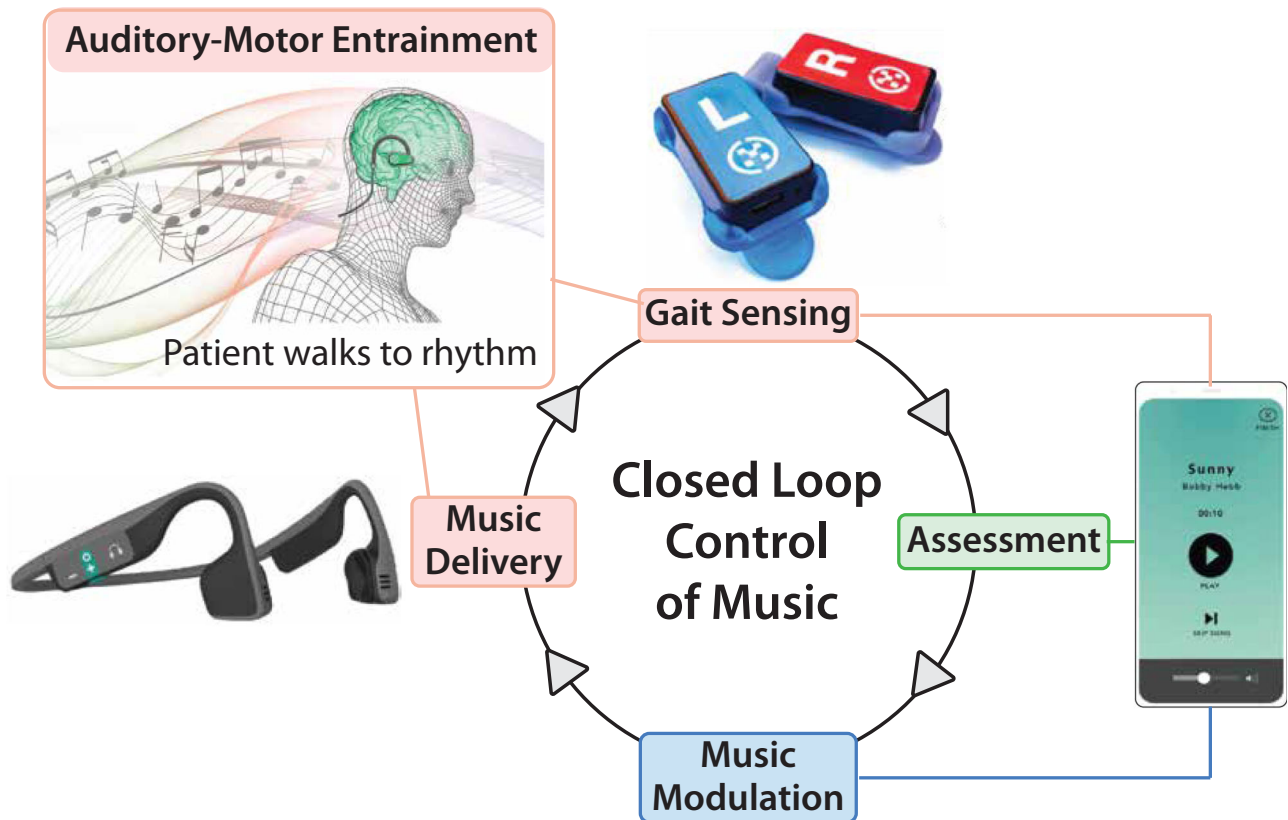 Auditory-Motor Entrainment
Patient walks to rhythm
L
R
Gait Sensing
Closed Loop
Control
of Music
Music
Delivery
Assessment
Music
Modulation
FINISH
Sunny
Bobby Hebb
00:10
PLAY
SKIP SONG